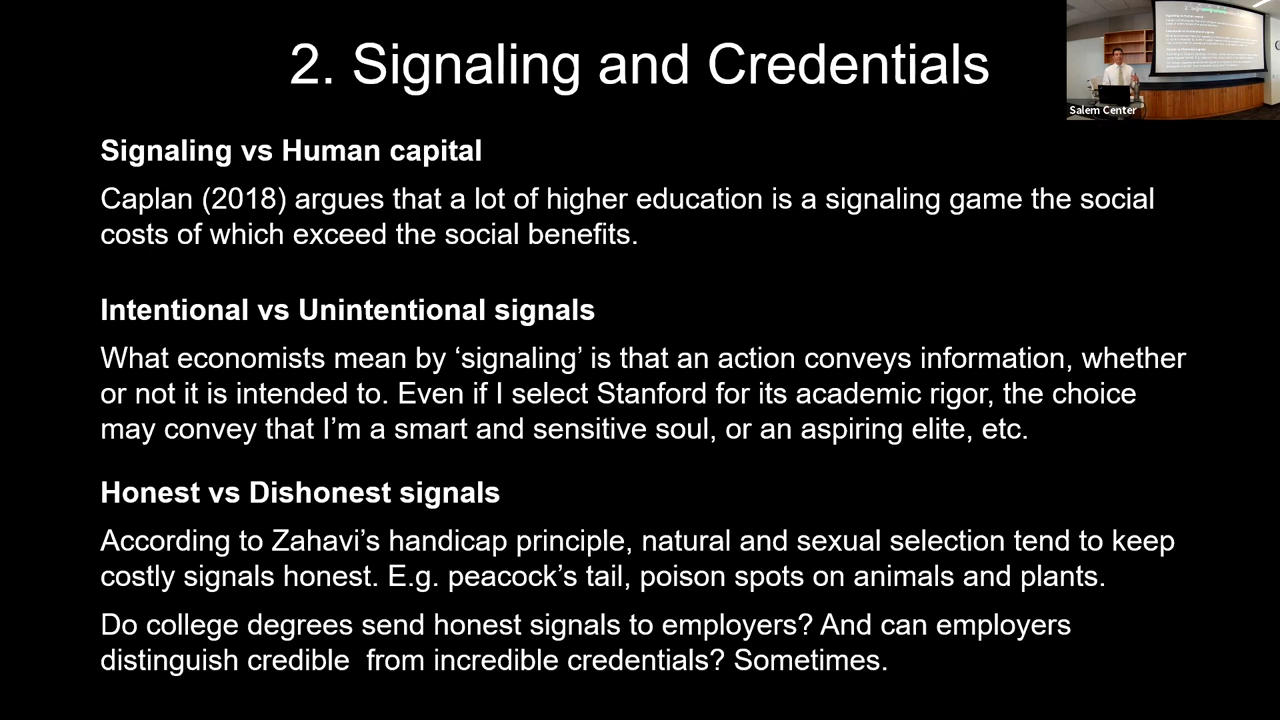 2. Signaling and Credentials
Salem Center
Signaling vs Human capital
Caplan (2018) argues that a lot of higher education is a signaling game the social
costs of which exceed the social benefits.
Intentional vs Unintentional signals
What economists mean by ‘signaling’ is that an action conveys information, whether
or not it is intended to. Even if I select Stanford for its academic rigor, the choice
may convey that I’m a smart and sensitive soul, or an aspiring elite, etc.
Honest vs Dishonest signals
According to Zahavi’s handicap principle, natural and sexual selection tend to keep
costly signals honest. E.g. peacock’s tail, poison spots on animals and plants.
Do college degrees send honest signals to employers? And can employers
distinguish credible  from incredible credentials? Sometimes.